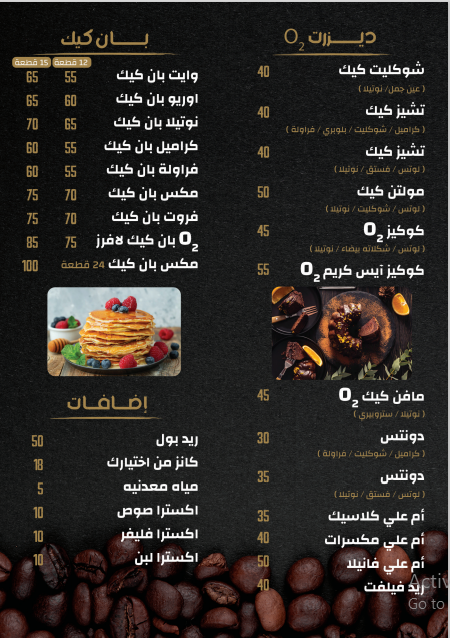 ديـزرت O2
شوكليت كيك 40
( عين جمل/ نوتيلا )
تشيز كيك 40
( كراميل / شوكليت / بلوبري / فراولة )
تشيز كيك 40
( لوتس / فستق / نوتيلا )
مولتن كيك 50
( لوتس / شوكليت / نوتيلا )
كوكيز O2 45
( لوتس / شكلاته بيضاء / نوتيلا )
كوكيز آيس كريم O2 55
مافن كيك O2 45
( نوتيلا / ستروبيري )
دونتس 30
( كراميل / شوكليت / فراولة )
دونتس 35
( لوتس / فستق / نوتيلا )
أم علي كلاسيك 35
أم علي مكسرات 40
أم علي فانيلا 50
ريد فيلفت 40
بـان كيك
12 قطعة 15 قطعة
وايت بان كيك 55 65
اوريو بان كيك 60 65
نوتيلا بان كيك 65 70
كراميل بان كيك 55 60
فراولة بان كيك 55 60
مكس بان كيك 70 75
فروت بان كيك 70 75
O2 بان كيك لافرز 75 85
مكس بان كيك 24 قطعة 100
إضـافـات
ريد بول 50
كانز من اختيارك 18
مياه معدنيه 5
اكسترا صوص 10
اكسترا فليفر 10
اكسترا لبن 10
Activ
Go to